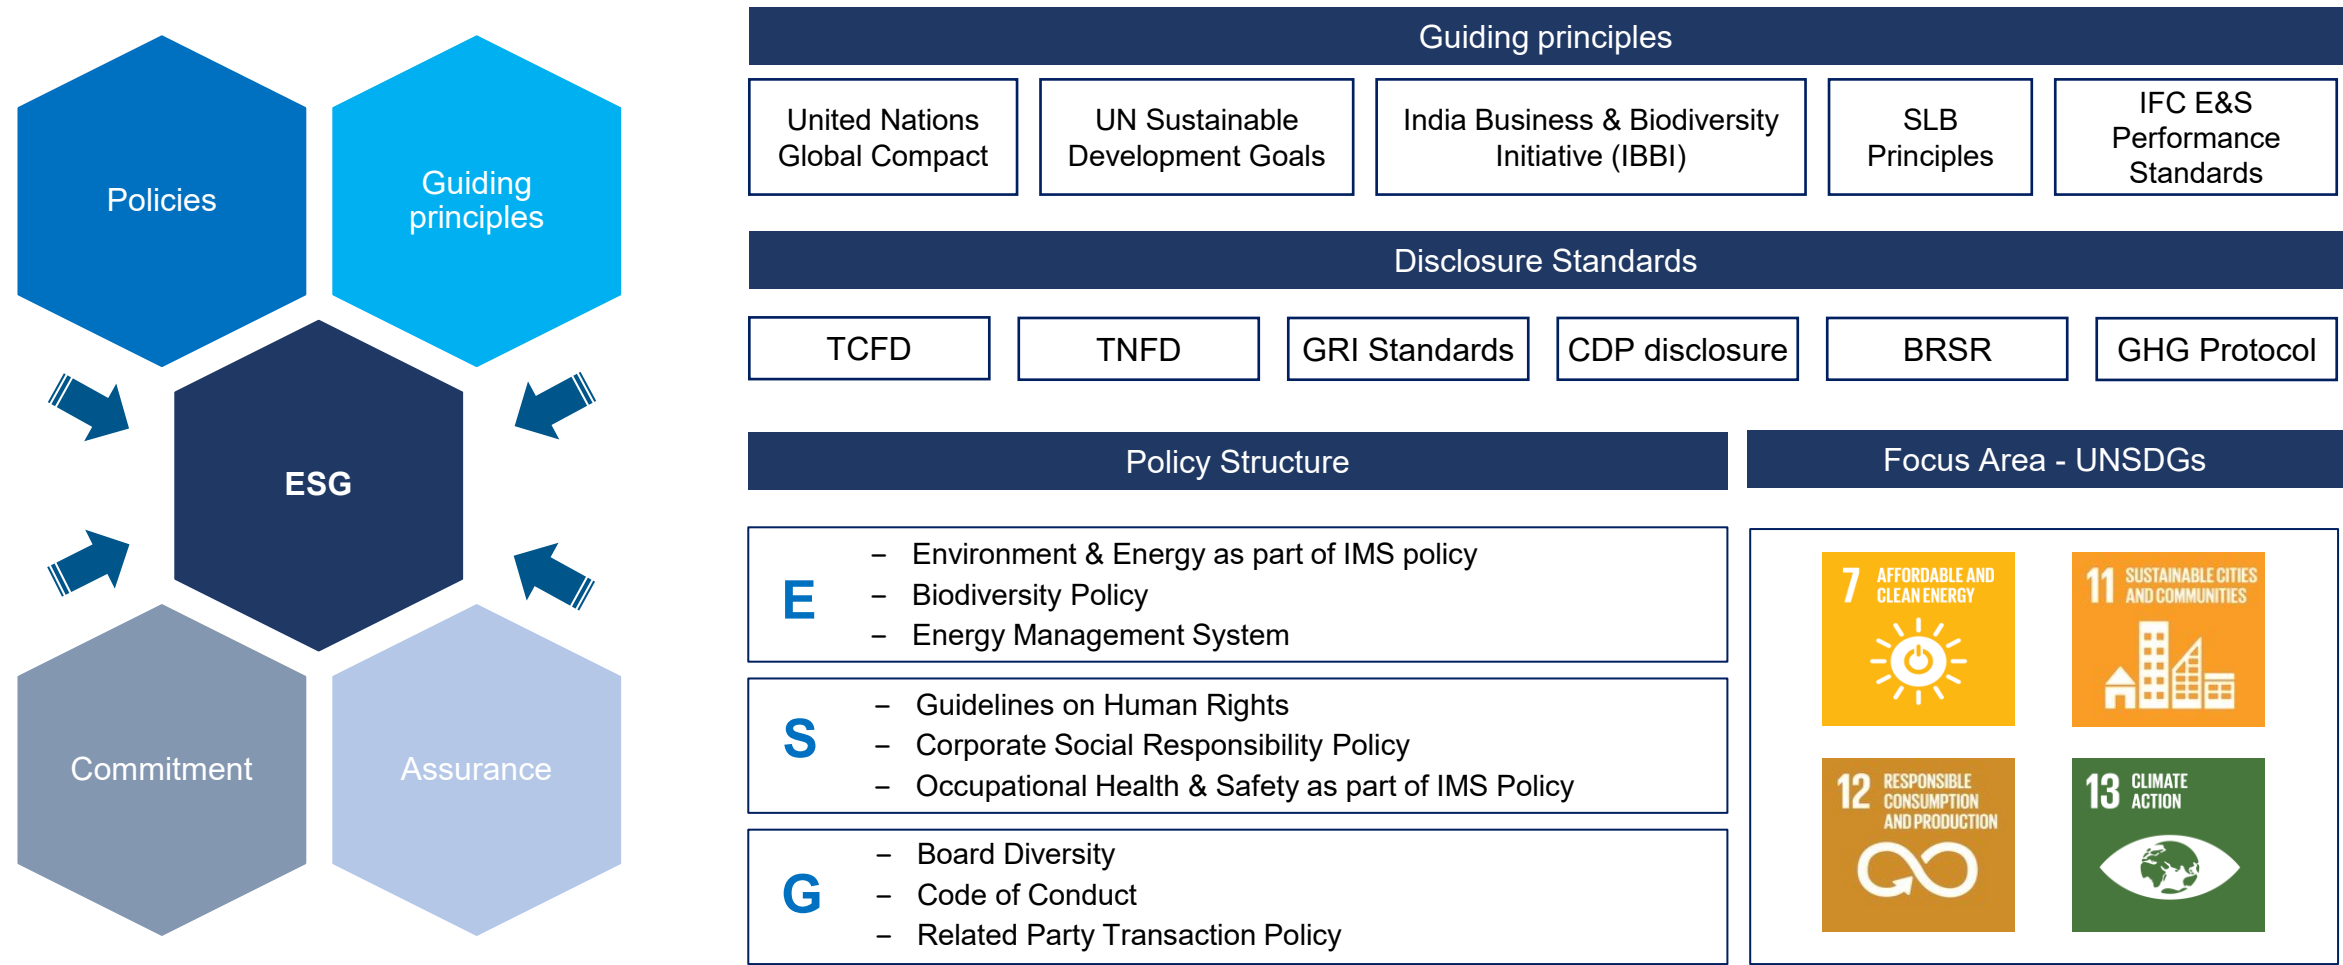 Policies
Guiding
principles
ESG
Commitment
Assurance
Guiding principles
United Nations
Global Compact
UN Sustainable
Development Goals
India Business & Biodiversity
Initiative (IBBI)
SLB
Principles
IFC E&S
Performance
Standards
Disclosure Standards
TCFD
TNFD
GRI Standards
CDP disclosure
BRSR
GHG Protocol
Policy Structure
E
– Environment & Energy as part of IMS policy
– Biodiversity Policy
– Energy Management System
S
– Guidelines on Human Rights
– Corporate Social Responsibility Policy
– Occupational Health & Safety as part of IMS Policy
G
– Board Diversity
– Code of Conduct
– Related Party Transaction Policy
Focus Area - UNSDGs
7 AFFORDABLE AND
CLEAN ENERGY
11 SUSTAINABLE CITIES
AND COMMUNITIES
12 RESPONSIBLE
CONSUMPTION
AND PRODUCTION
13 CLIMATE
ACTION